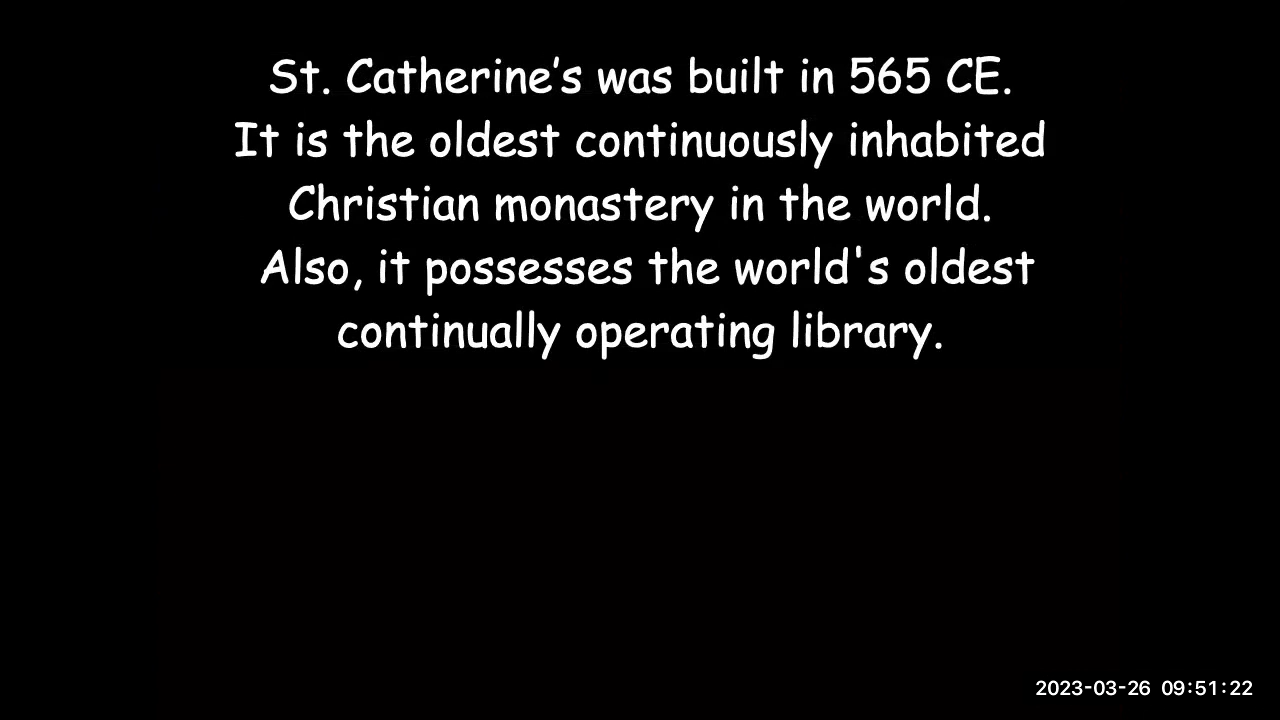 St. Catherine’s was built in 565 CE.
It is the oldest continuously inhabited
Christian monastery in the world.
Also, it possesses the world's oldest
continually operating library.
2023-03-26 09:51:22